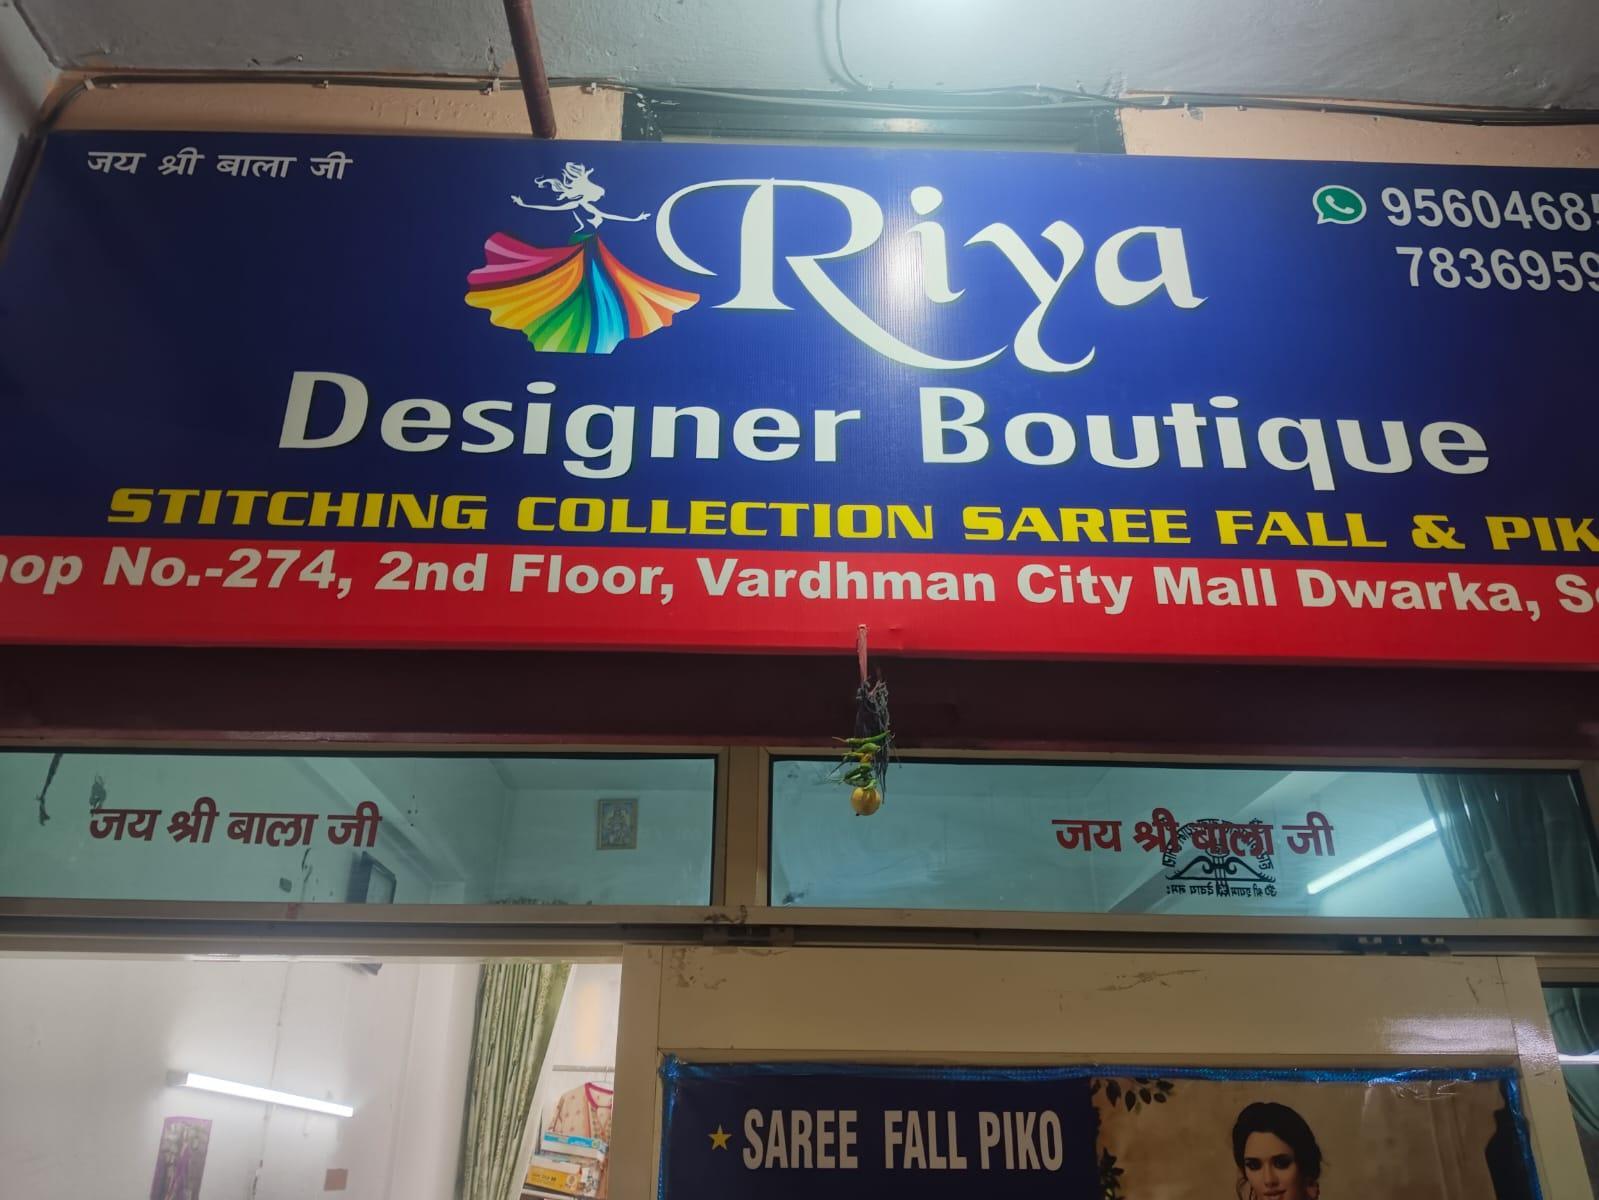 जय श्री बाला जी
Riya
9560468
783695
Designer Boutique
STITCHING COLLECTION SAREE FALL & PIK
hop No.-274, 2nd Floor, Vardhman City Mall Dwarka, Se
जय श्री बाला जी
जय श्री बाला जी
★ SAREE FALL PIKO